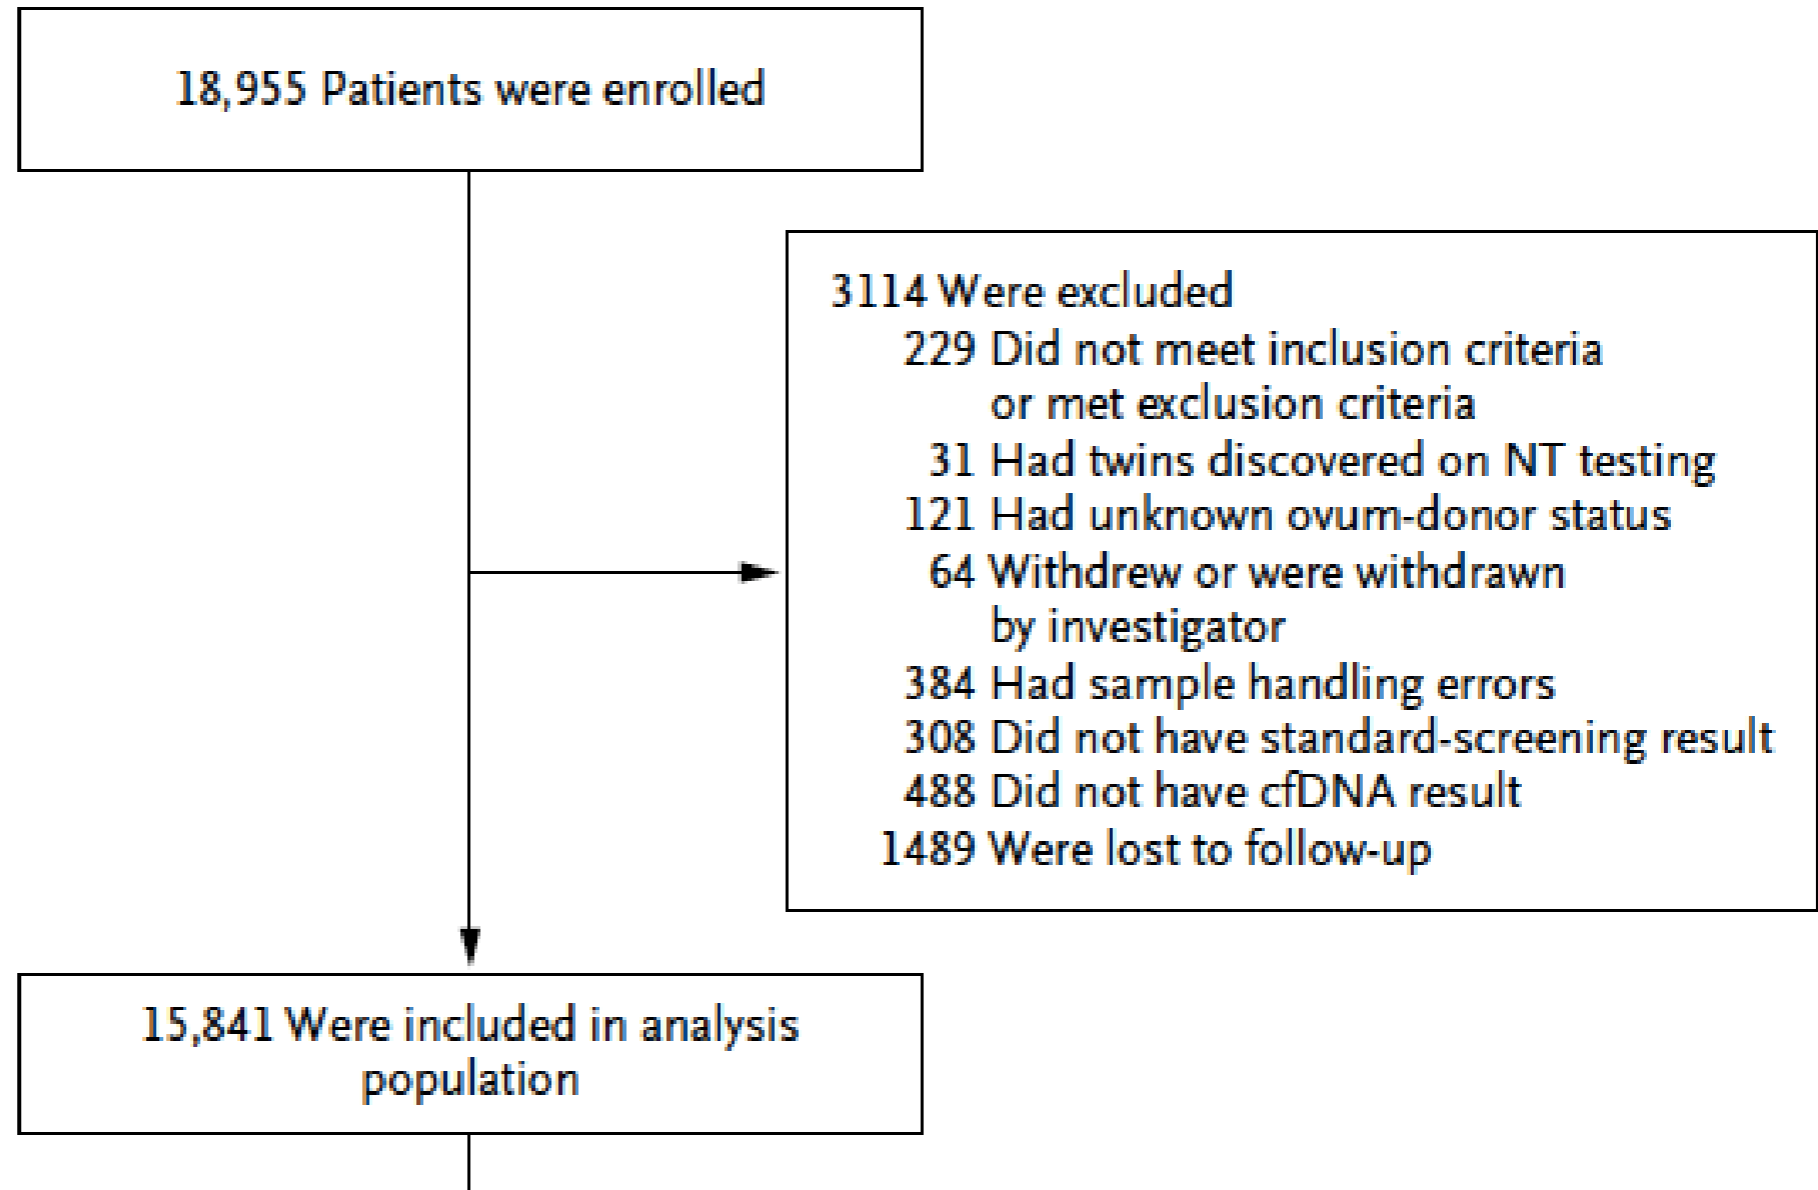 18,955 Patients were enrolled
3114 Were excluded
229 Did not meet inclusion criteria
or met exclusion criteria
31 Had twins discovered on NT testing
121 Had unknown ovum-donor status
64 Withdrew or were withdrawn
by investigator
384 Had sample handling errors
308 Did not have standard-screening result
488 Did not have cfDNA result
1489 Were lost to follow-up
15,841 Were included in analysis
population